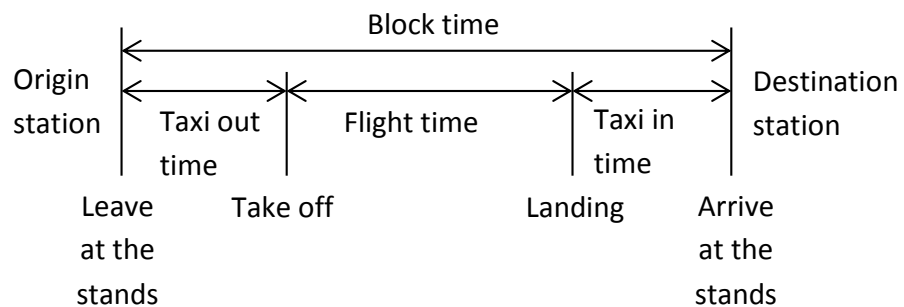 Block time
Origin
station
Destination
station
Taxi out
time
Flight time
Taxi in
time
Leave
at the
stands
Take off
Landing
Arrive
at the
stands